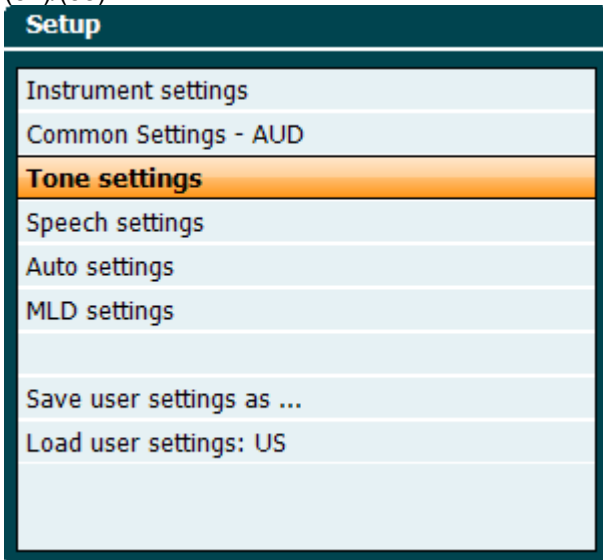 Setup
Instrument settings
Common Settings - AUD
Tone settings
Speech settings
Auto settings
MLD settings
Save user settings as ...
Load user settings: US